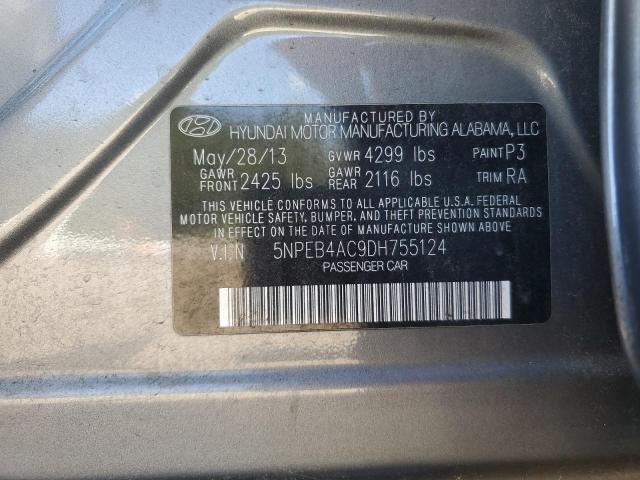 MANUFACTURED BY
HYUNDAI MOTOR MANUFACTURING ALABAMA, LLC
May/28/13 GVWR 4299 lbs PAINT P3
GAWR FRONT 2425 lbs GAWR REAR 2116 lbs TRIM RA
THIS VEHICLE CONFORMS TO ALL APPLICABLE U.S.A. FEDERAL
MOTOR VEHICLE SAFETY, BUMPER, AND THEFT PREVENTION STANDARDS
IN EFFECT ON THE DATE OF MANUFACTURE SHOWN ABOVE
V.I.N 5NPEB4AC9DH755124
PASSENGER CAR